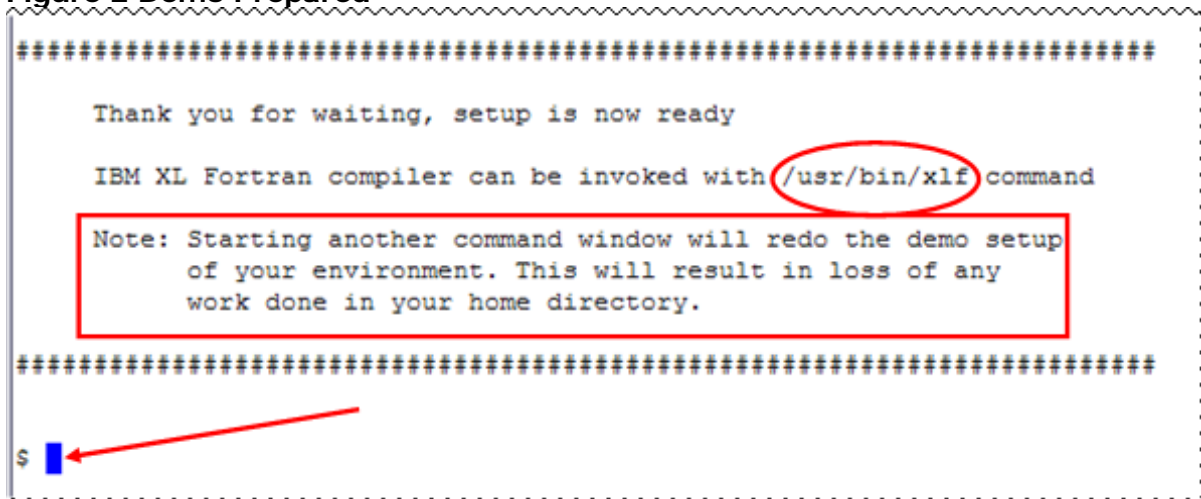 Figure 2 Demo Prepared
##########################################################################
Thank you for waiting, setup is now ready
IBM XL Fortran compiler can be invoked with /usr/bin/xlf command
Note: Starting another command window will redo the demo setup
of your environment. This will result in loss of any
work done in your home directory.
##########################################################################
$